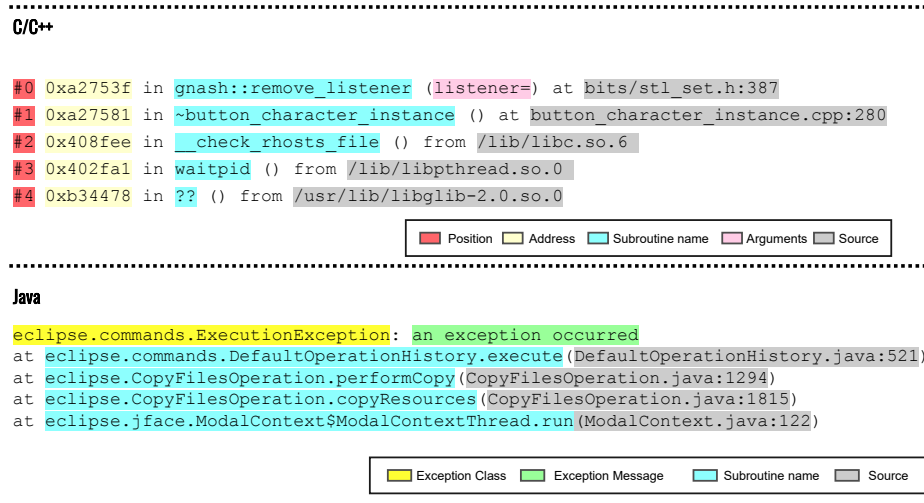 C/C++
#0 0xa2753f in gnash::remove_listener (listener=) at bits/stl_set.h:387
#1 0xa27581 in ~button_character_instance () at button_character_instance.cpp:280
#2 0x408fee in __check_rhosts_file () from /lib/libc.so.6
#3 0x402fa1 in waitpid () from /lib/libpthread.so.0
#4 0xb34478 in ?? () from /usr/lib/libglib-2.0.so.0
Position Address Subroutine name Arguments Source
Java
eclipse.commands.ExecutionException: an exception occurred
at eclipse.commands.DefaultOperationHistory.execute(DefaultOperationHistory.java:521)
at eclipse.CopyFilesOperation.performCopy(CopyFilesOperation.java:1294)
at eclipse.CopyFilesOperation.copyResources(CopyFilesOperation.java:1815)
at eclipse.jface.ModalContext$ModalContextThread.run(ModalContext.java:122)
Exception Class Exception Message Subroutine name Source